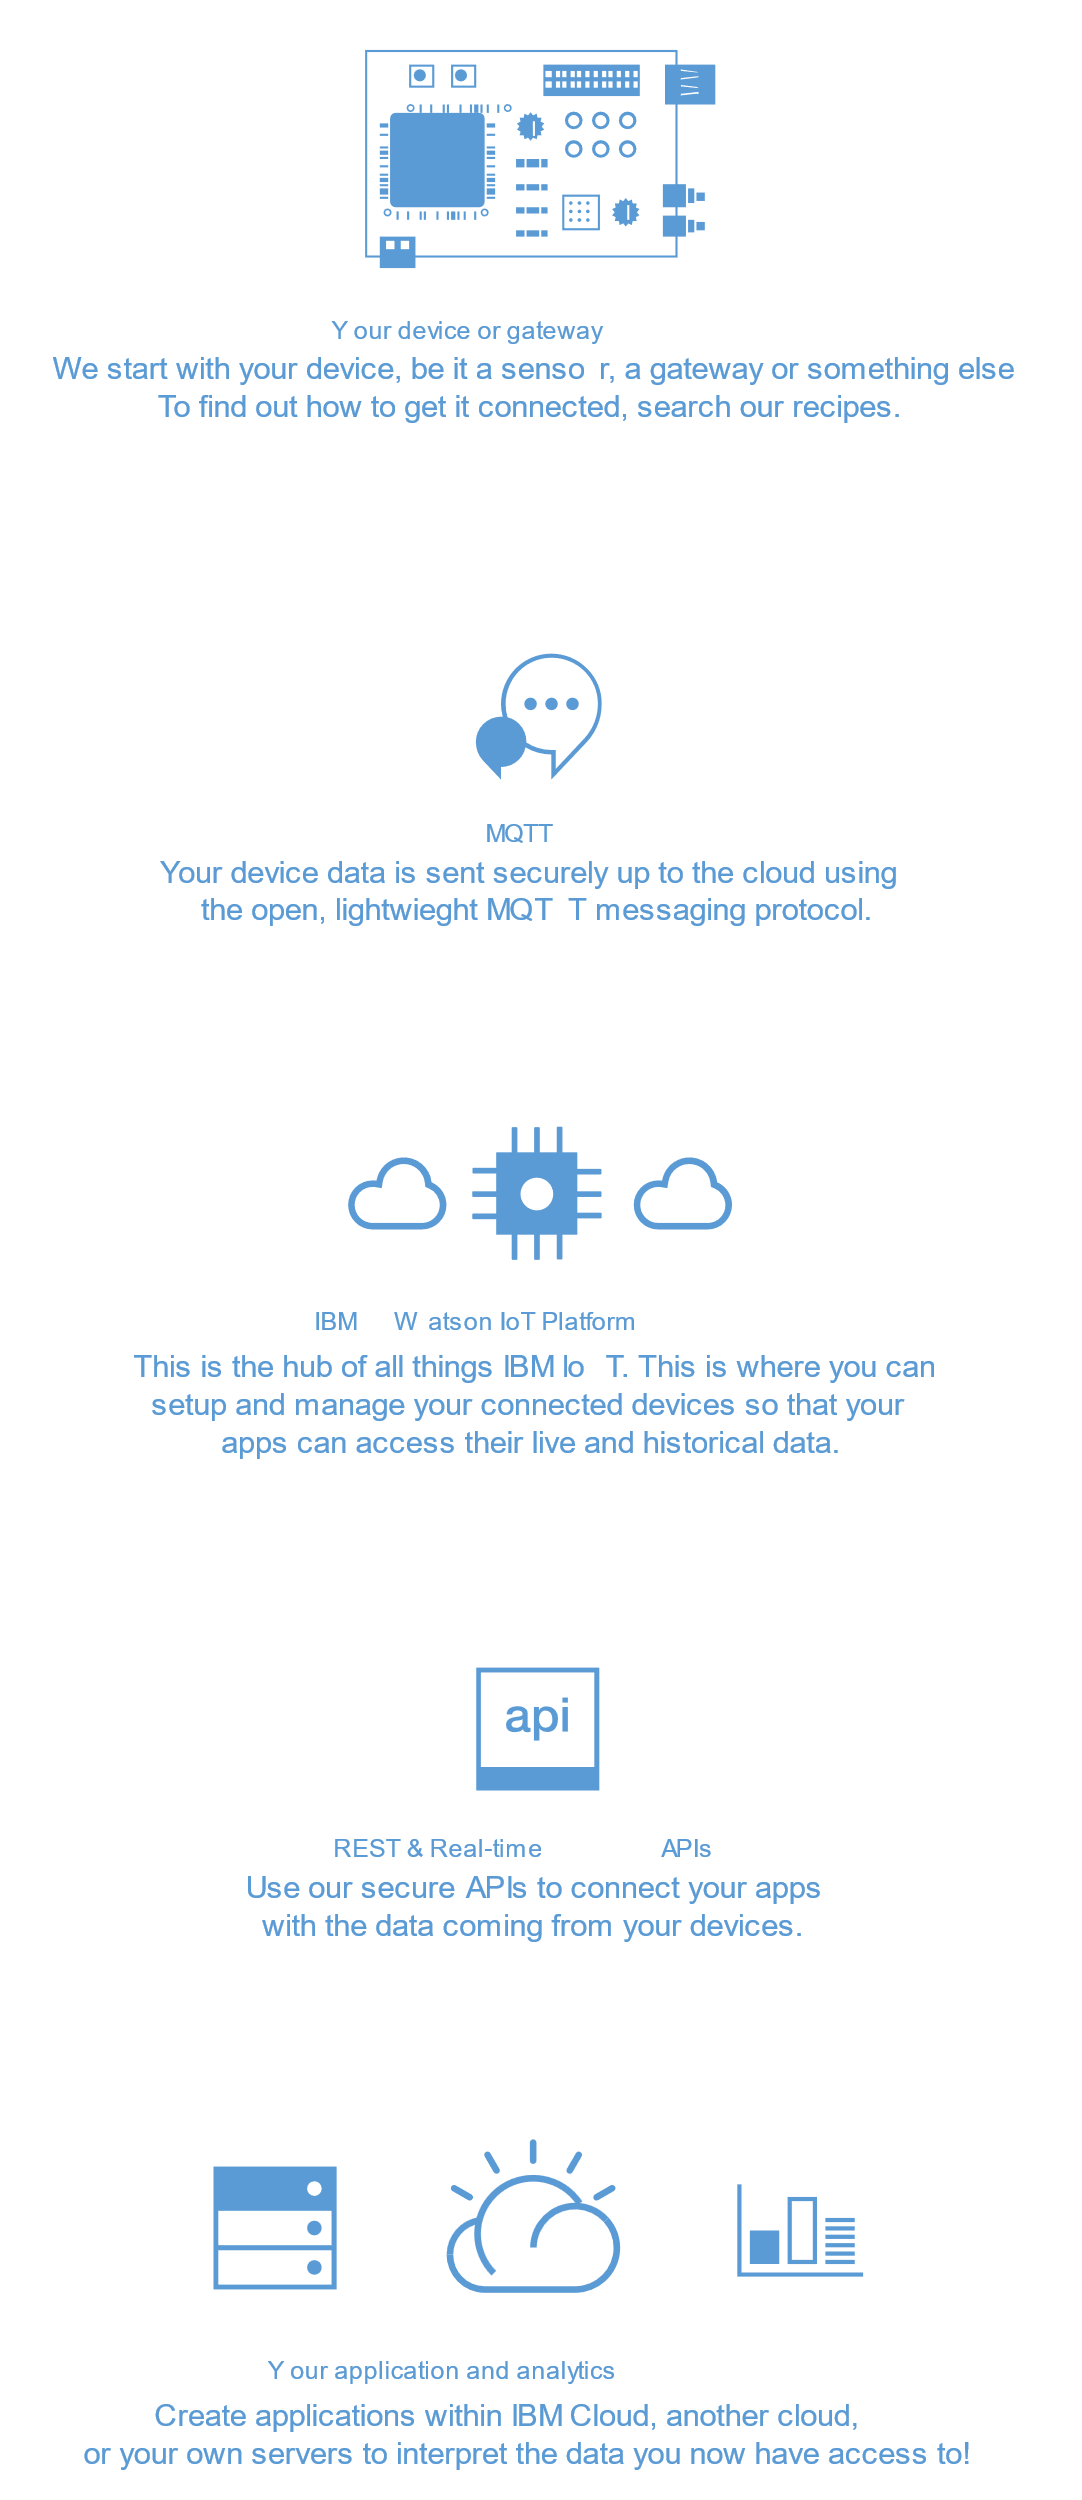 Y our device or gateway
We start with your device, be it a senso r, a gateway or something else
To find out how to get it connected, search our recipes.
MQTT
Your device data is sent securely up to the cloud using
the open, lightwieght MQT T messaging protocol.
IBM W atson IoT Platform
This is the hub of all things IBM Io T. This is where you can
setup and manage your connected devices so that your
apps can access their live and historical data.
api
REST & Real-time APIs
Use our secure APIs to connect your apps
with the data coming from your devices.
Y our application and analytics
Create applications within IBM Cloud, another cloud,
or your own servers to interpret the data you now have access to!